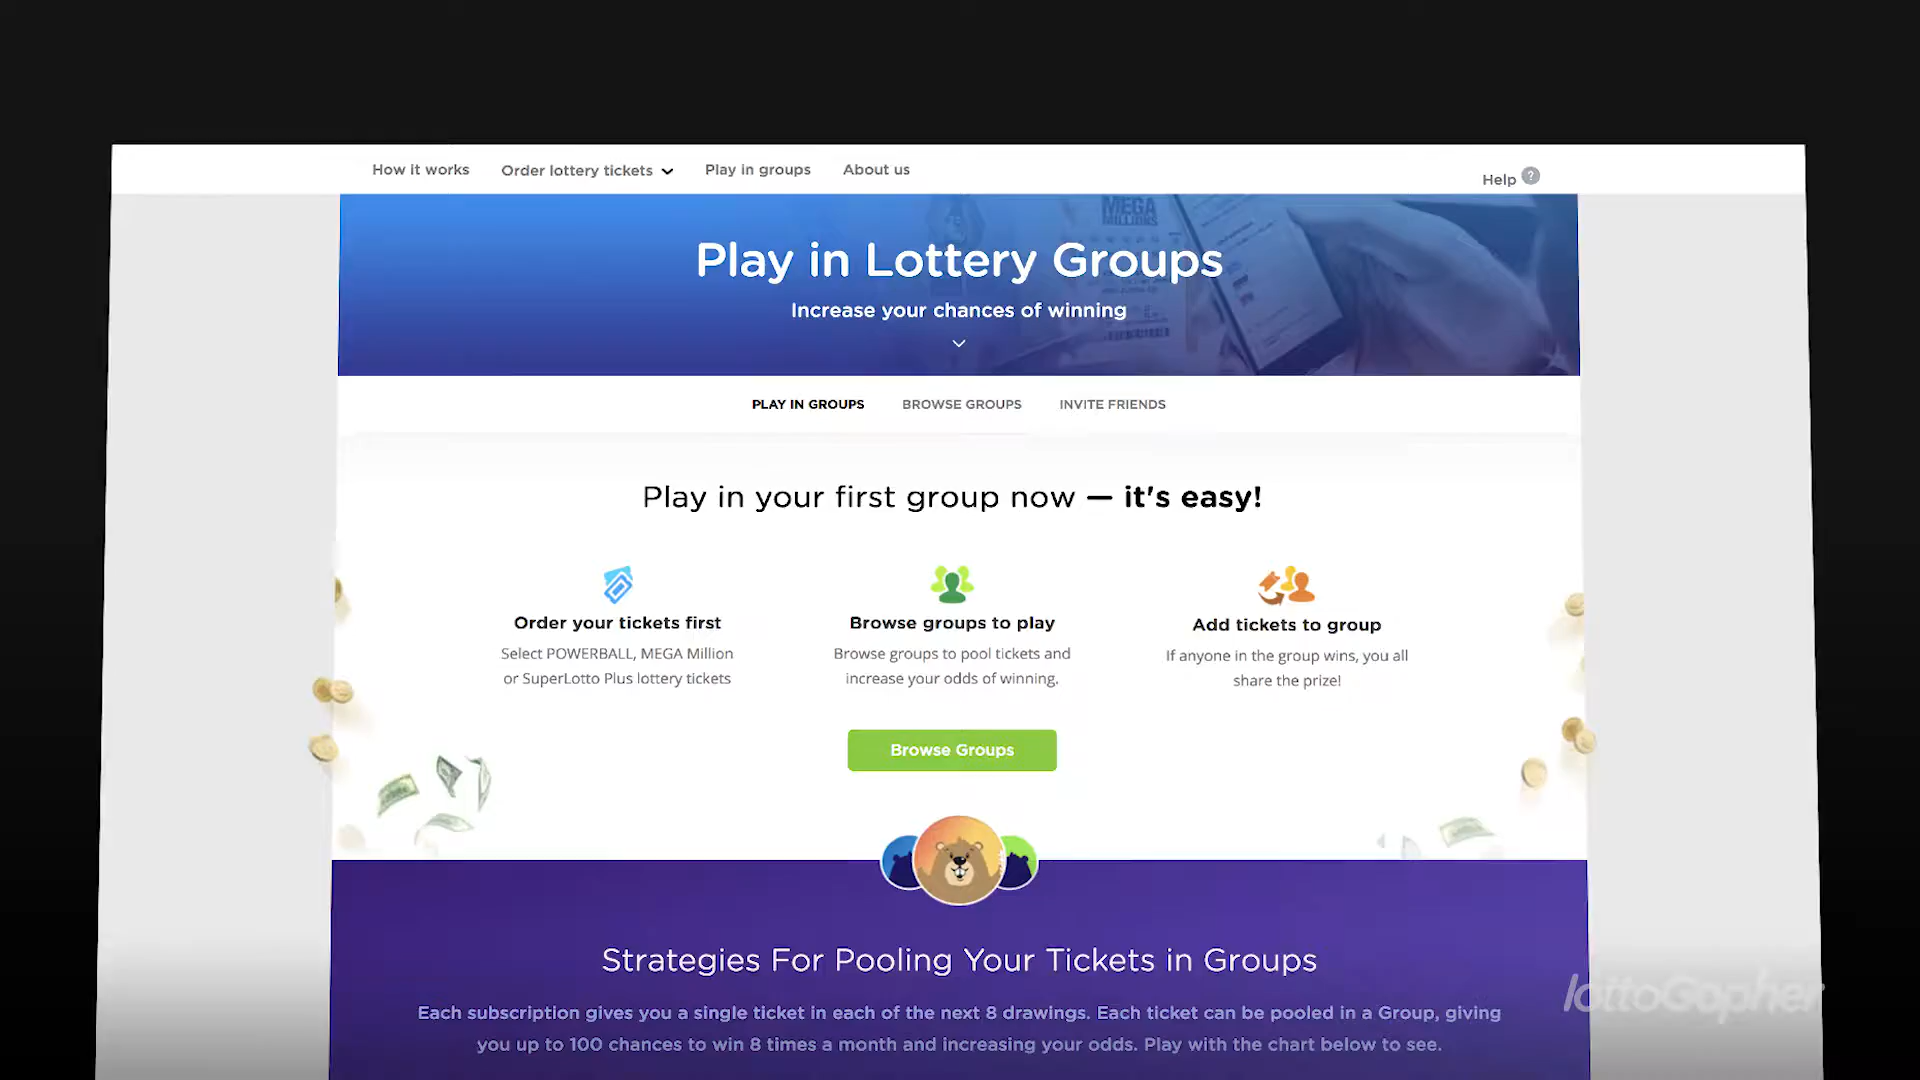 How it works
Order lottery tickets
Play in groups
About us
Help ?
MEGA
MILLIONS
Play in Lottery Groups
Increase your chances of winning
PLAY IN GROUPS
BROWSE GROUPS
INVITE FRIENDS
Play in your first group now — it's easy!
Order your tickets first
Select POWERBALL, MEGA Million
or SuperLotto Plus lottery tickets
Browse groups to play
Browse groups to pool tickets and
increase your odds of winning.
Add tickets to group
If anyone in the group wins, you all
share the prize!
Browse Groups
Strategies For Pooling Your Tickets in Groups
Each subscription gives you a single ticket in each of the next 8 drawings. Each ticket can be pooled in a Group, giving
you up to 100 chances to win 8 times a month and increasing your odds. Play with the chart below to see.
lottoGopher